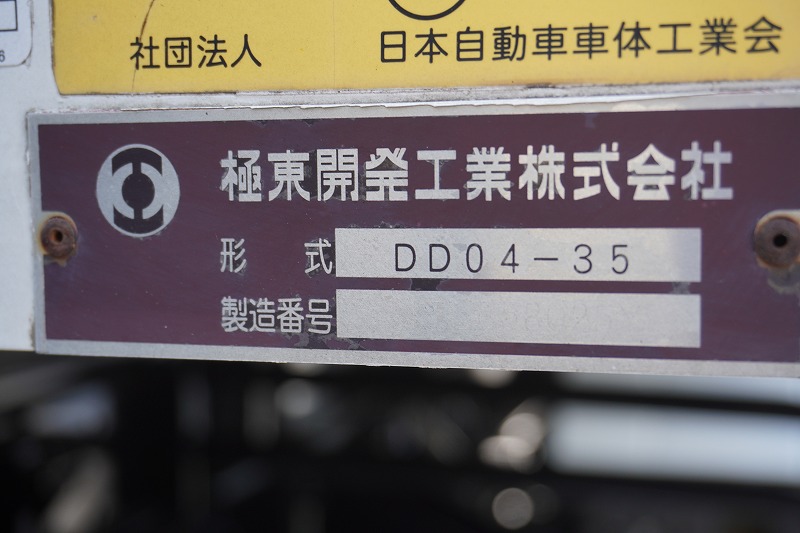 社団法人 日本自動車車体工業会
極東開発工業株式会社
形 式 DD04-35
製造番号